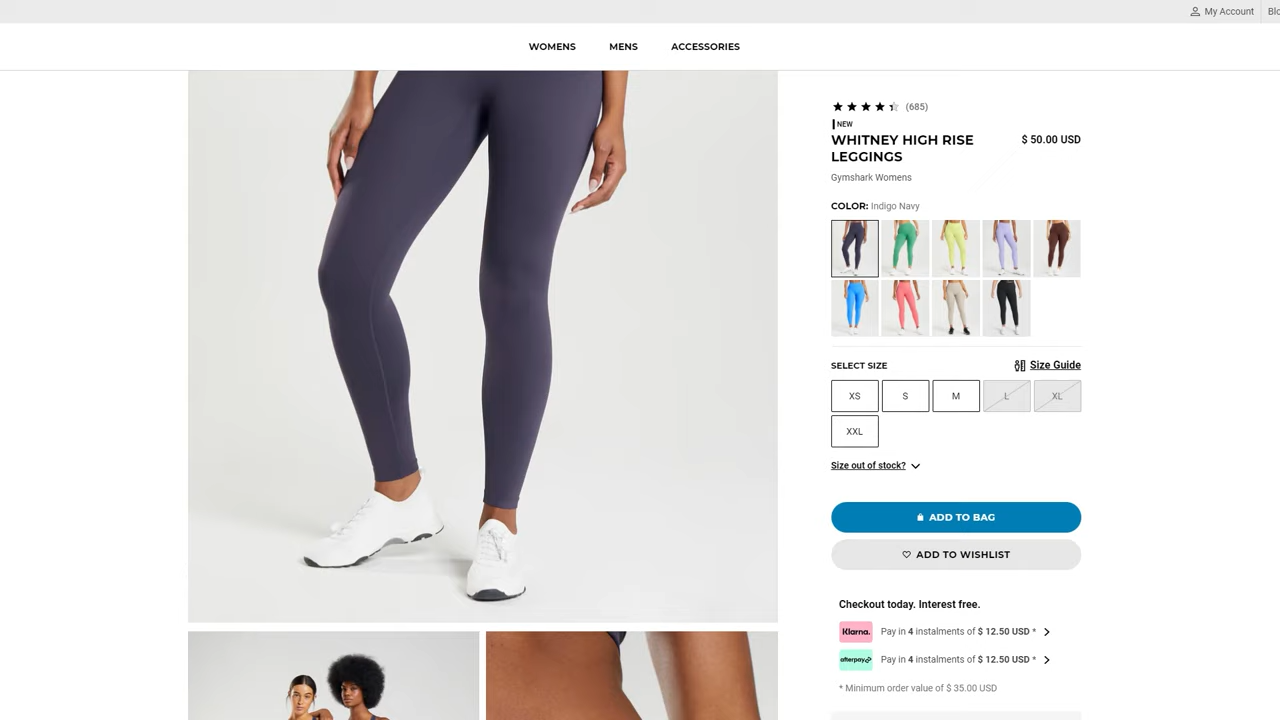 My Account
WOMENS MENS ACCESSORIES
(685)
NEW
WHITNEY HIGH RISE LEGGINGS
$ 50.00 USD
Gymshark Womens
COLOR: Indigo Navy
SELECT SIZE
Size Guide
XS S M L XL
XXL
Size out of stock?
ADD TO BAG
ADD TO WISHLIST
Checkout today. Interest free.
Klarna. Pay in 4 instalments of $ 12.50 USD *
afterpay Pay in 4 instalments of $ 12.50 USD *
* Minimum order value of $ 35.00 USD